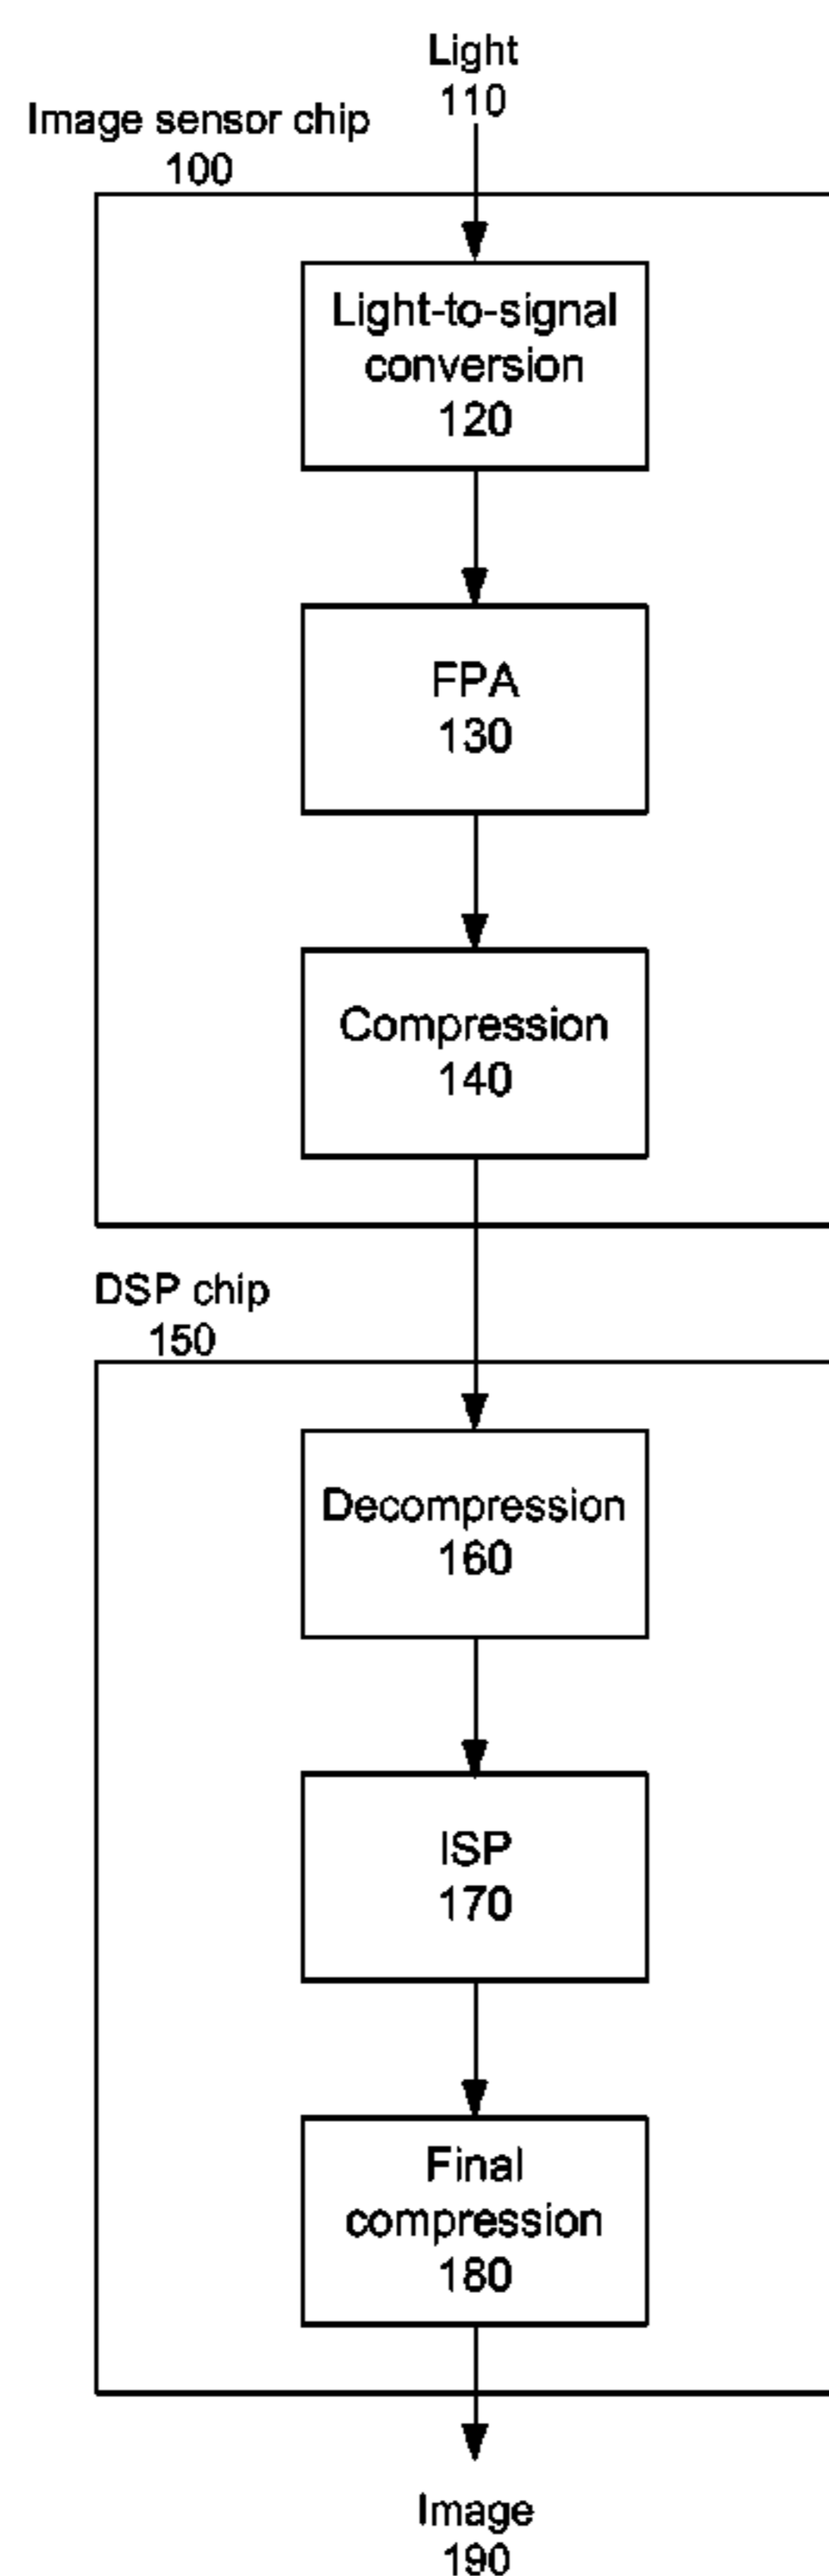 Light
110
Image sensor chip
100
Light-to-signal
conversion
120
FPA
130
Compression
140
DSP chip
150
Decompression
160
ISP
170
Final
compression
180
Image
190